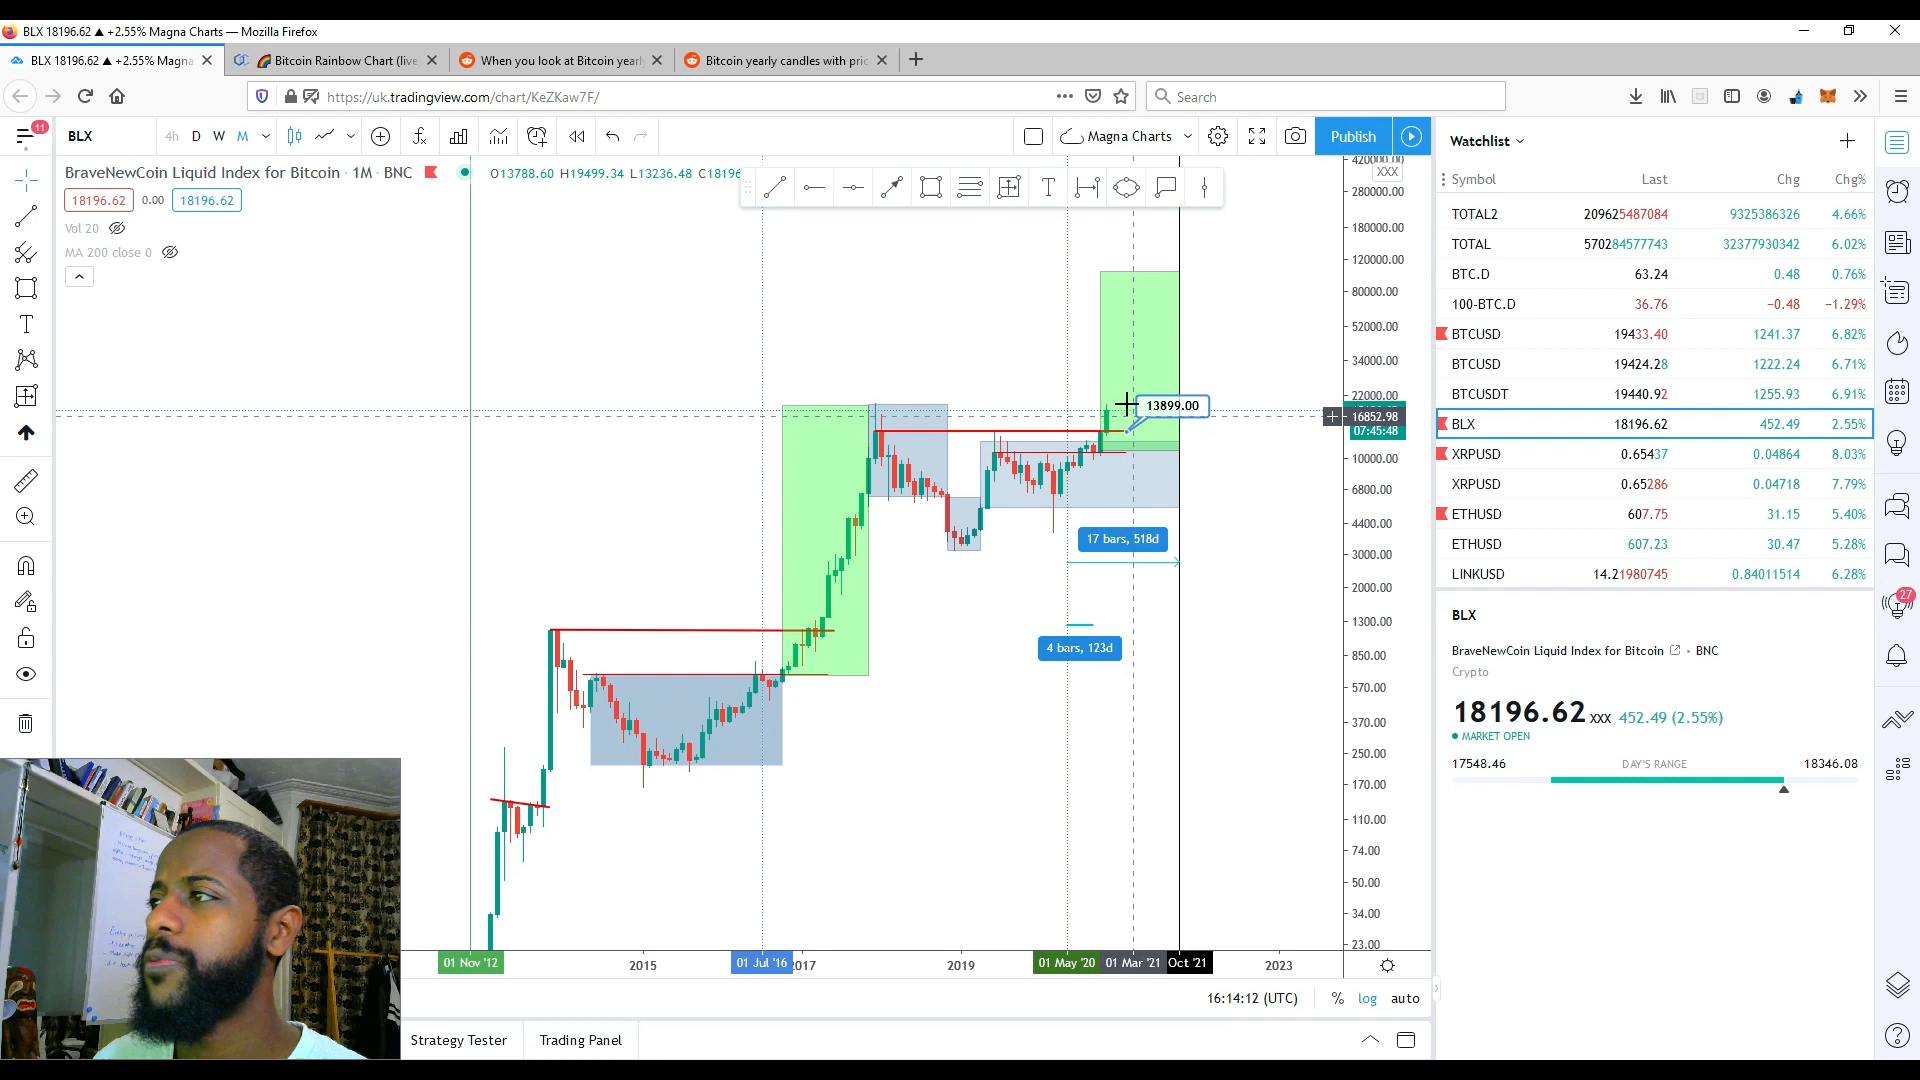 BLX 18196.62 ▲ +2.55% Magna Charts — Mozilla Firefox
BLX 18196.62 ▲ +2.55% Magna
Bitcoin Rainbow Chart (live
When you look at Bitcoin yearl
Bitcoin yearly candles with pric
https://uk.tradingview.com/chart/KeZKaw7F/
Search
11
BLX
4h D W M
Magna Charts
Publish
BraveNewCoin Liquid Index for Bitcoin · 1M · BNC
O13788.60 H19499.34 L13236.48 C18196
18196.62 0.00 18196.62
Vol 20
MA 200 close 0
XXX
280000.00
180000.00
120000.00
80000.00
52000.00
34000.00
22000.00
16852.98
07:45:48
10000.00
6800.00
4400.00
3000.00
2000.00
1300.00
850.00
570.00
370.00
250.00
170.00
110.00
74.00
50.00
34.00
23.00
13899.00
17 bars, 518d
4 bars, 123d
01 Nov '12
2015
01 Jul '16
2017
2019
01 May '20
01 Mar '21
Oct '21
2023
16:14:12 (UTC)
% log auto
Strategy Tester
Trading Panel
Watchlist
Symbol Last Chg Chg%
TOTAL2 209625487084 9325386326 4.66%
TOTAL 570284577743 32377930342 6.02%
BTC.D 63.24 0.48 0.76%
100-BTC.D 36.76 −0.48 −1.29%
BTCUSD 19433.40 1241.37 6.82%
BTCUSD 19424.28 1222.24 6.71%
BTCUSDT 19440.92 1255.93 6.91%
BLX 18196.62 452.49 2.55%
XRPUSD 0.65437 0.04864 8.03%
XRPUSD 0.65286 0.04718 7.79%
ETHUSD 607.75 31.15 5.40%
ETHUSD 607.23 30.47 5.28%
LINKUSD 14.21980745 0.84011514 6.28%
BLX
BraveNewCoin Liquid Index for Bitcoin • BNC
Crypto
18196.62 XXX 452.49 (2.55%)
MARKET OPEN
17548.46 DAY'S RANGE 18346.08
27